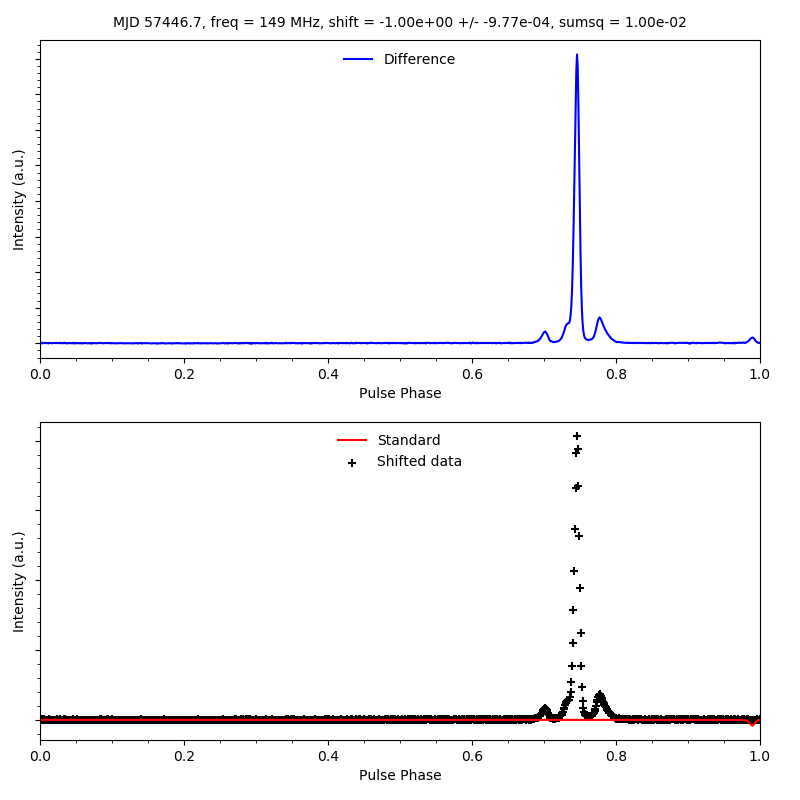 MJD 57446.7, freq = 149 MHz, shift = -1.00e+00 +/- -9.77e-04, sumsq = 1.00e-02
Difference
Intensity (a.u.)
0.0 0.2 0.4 0.6 0.8 1.0
Pulse Phase
Standard
Shifted data
Intensity (a.u.)
0.0 0.2 0.4 0.6 0.8 1.0
Pulse Phase